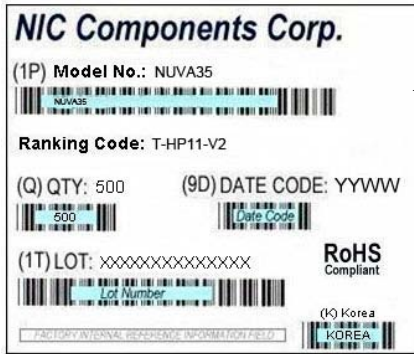 NIC Components Corp.
(1P) Model No.: NUVA35
NUVA35
Ranking Code: T-HP11-V2
(Q) QTY: 500 (9D) DATE CODE: YYWW
500 Date Code
(1T) LOT: XXXXXXXXXXXXXX
RoHS
Compliant
Lot Number
(K) Korea
FACTORY INTERNAL REFERENCE INFORMATION FIELD
KOREA